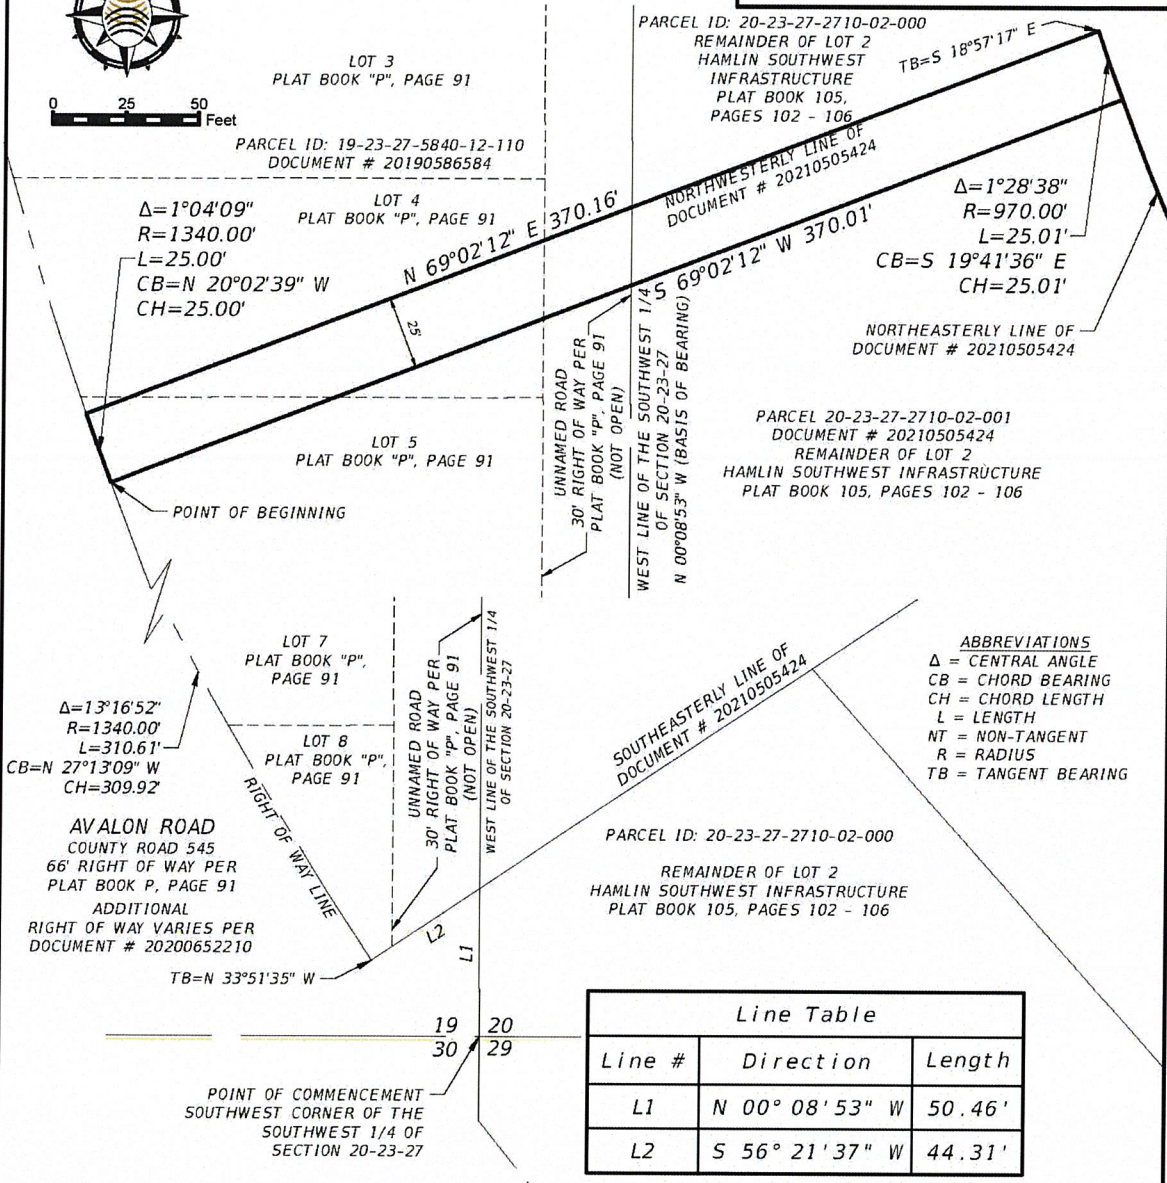 PARCEL ID: 20-23-27-2710-02-000
REMAINDER OF LOT 2
HAMLIN SOUTHWEST
INFRASTRUCTURE
PLAT BOOK 105,
PAGES 102 - 106
TB=S 18°57'17" E
LOT 3
PLAT BOOK "P", PAGE 91
0 25 50
Feet
PARCEL ID: 19-23-27-5840-12-110
DOCUMENT # 20190586584
LOT 4
PLAT BOOK "P", PAGE 91
Δ=1°04'09"
R=1340.00'
L=25.00'
CB=N 20°02'39" W
CH=25.00'
N 69°02'12" E 370.16'
NORTHWESTERLY LINE OF
DOCUMENT # 20210505424
S 69°02'12" W 370.01'
25'
Δ=1°28'38"
R=970.00'
L=25.01'
CB=S 19°41'36" E
CH=25.01'
NORTHEASTERLY LINE OF
DOCUMENT # 20210505424
UNNAMED ROAD
30' RIGHT OF WAY PER
PLAT BOOK "P", PAGE 91
(NOT OPEN)
WEST LINE OF THE SOUTHWEST 1/4
OF SECTION 20-23-27
N 00°08'53" W (BASIS OF BEARING)
PARCEL 20-23-27-2710-02-001
DOCUMENT # 20210505424
REMAINDER OF LOT 2
HAMLIN SOUTHWEST INFRASTRUCTURE
PLAT BOOK 105, PAGES 102 - 106
LOT 5
PLAT BOOK "P", PAGE 91
POINT OF BEGINNING
LOT 7
PLAT BOOK "P",
PAGE 91
LOT 8
PLAT BOOK "P",
PAGE 91
Δ=13°16'52"
R=1340.00'
L=310.61'
CB=N 27°13'09" W
CH=309.92'
RIGHT OF WAY LINE
AVALON ROAD
COUNTY ROAD 545
66' RIGHT OF WAY PER
PLAT BOOK P, PAGE 91
ADDITIONAL
RIGHT OF WAY VARIES PER
DOCUMENT # 20200652210
TB=N 33°51'35" W
UNNAMED ROAD
30' RIGHT OF WAY PER
PLAT BOOK "P", PAGE 91
(NOT OPEN)
WEST LINE OF THE SOUTHWEST 1/4
OF SECTION 20-23-27
SOUTHEASTERLY LINE OF
DOCUMENT # 20210505424
ABBREVIATIONS
Δ = CENTRAL ANGLE
CB = CHORD BEARING
CH = CHORD LENGTH
L = LENGTH
NT = NON-TANGENT
R = RADIUS
TB = TANGENT BEARING
PARCEL ID: 20-23-27-2710-02-000
REMAINDER OF LOT 2
HAMLIN SOUTHWEST INFRASTRUCTURE
PLAT BOOK 105, PAGES 102 - 106
L2
L1
19 20
30 29
POINT OF COMMENCEMENT
SOUTHWEST CORNER OF THE
SOUTHWEST 1/4 OF
SECTION 20-23-27
Line Table
Line # Direction Length
L1 N 00° 08' 53" W 50.46'
L2 S 56° 21' 37" W 44.31'